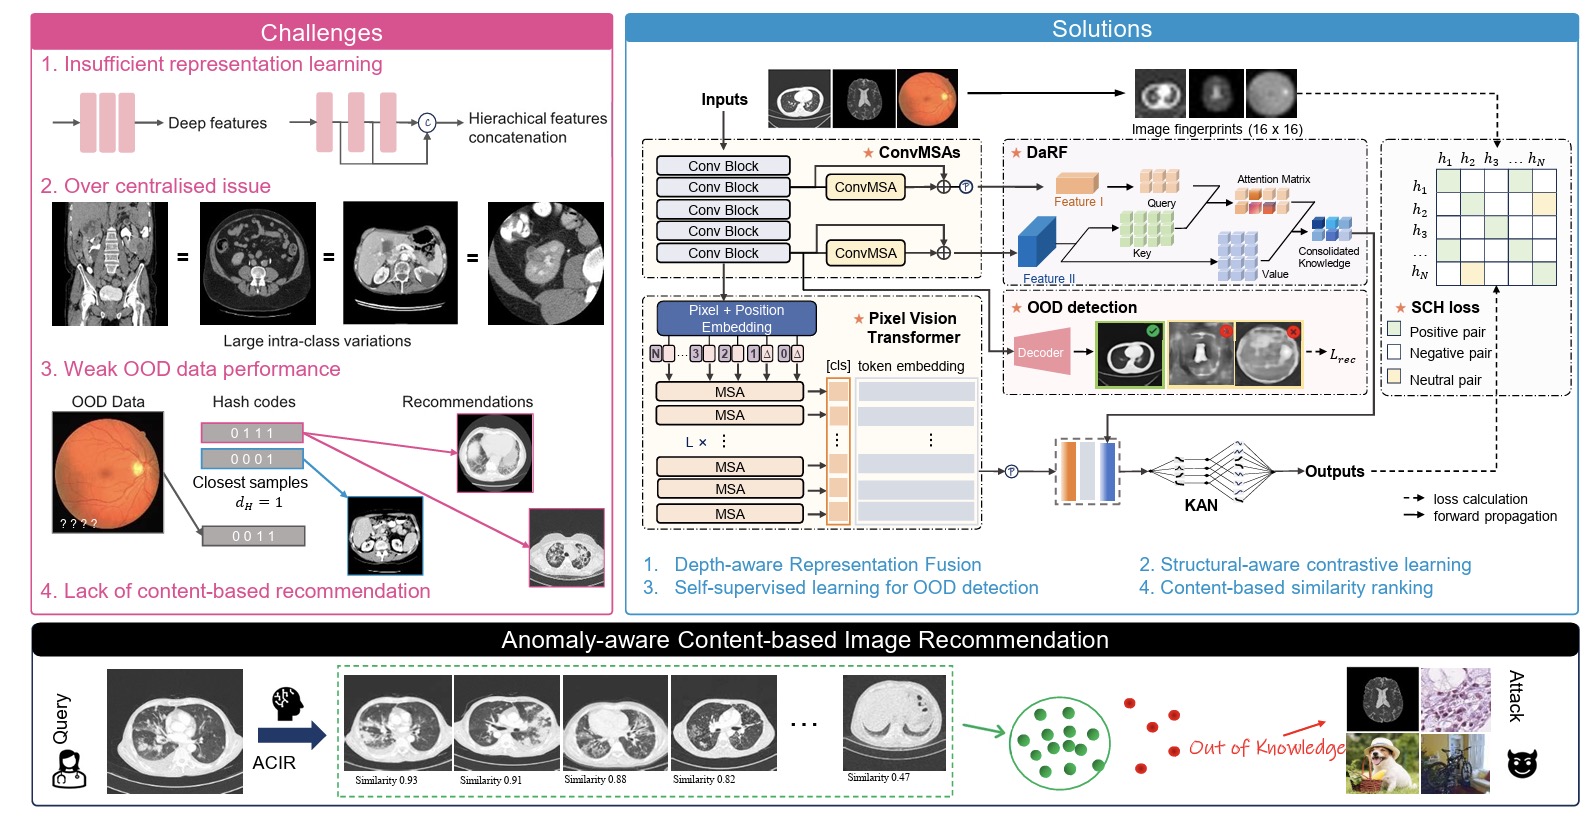 Challenges
1. Insufficient representation learning
Deep features
C
Hierachical features
concatenation
2. Over centralised issue
= = =
Large intra-class variations
3. Weak OOD data performance
OOD Data
Hash codes
Recommendations
0 1 1 1
0 0 0 1
Closest samples
d_H = 1
? ? ? ?
0 0 1 1
4. Lack of content-based recommendation
Solutions
Inputs
Image fingerprints (16 x 16)
ConvMSAs
Conv Block
Conv Block
Conv Block
Conv Block
Conv Block
ConvMSA
ConvMSA
P
DaRF
Feature I
Query
Attention Matrix
Feature II
Key
Value
Consolidated
Knowledge
h_1 h_2 h_3 ... h_N
h_1
h_2
h_3
...
h_N
SCH loss
Positive pair
Negative pair
Neutral pair
Pixel + Position
Embedding
N ... 3 2 1 Δ 0 Δ
Pixel Vision
Transformer
[cls] token embedding
MSA
MSA
L × ⋮
MSA
MSA
MSA
OOD detection
Decoder
L_rec
P
KAN
Outputs
loss calculation
forward propagation
1. Depth-aware Representation Fusion
2. Structural-aware contrastive learning
3. Self-supervised learning for OOD detection
4. Content-based similarity ranking
Anomaly-aware Content-based Image Recommendation
Query
ACIR
Similarity 0.93
Similarity 0.91
Similarity 0.88
Similarity 0.82
...
Similarity 0.47
Out of Knowledge
Attack